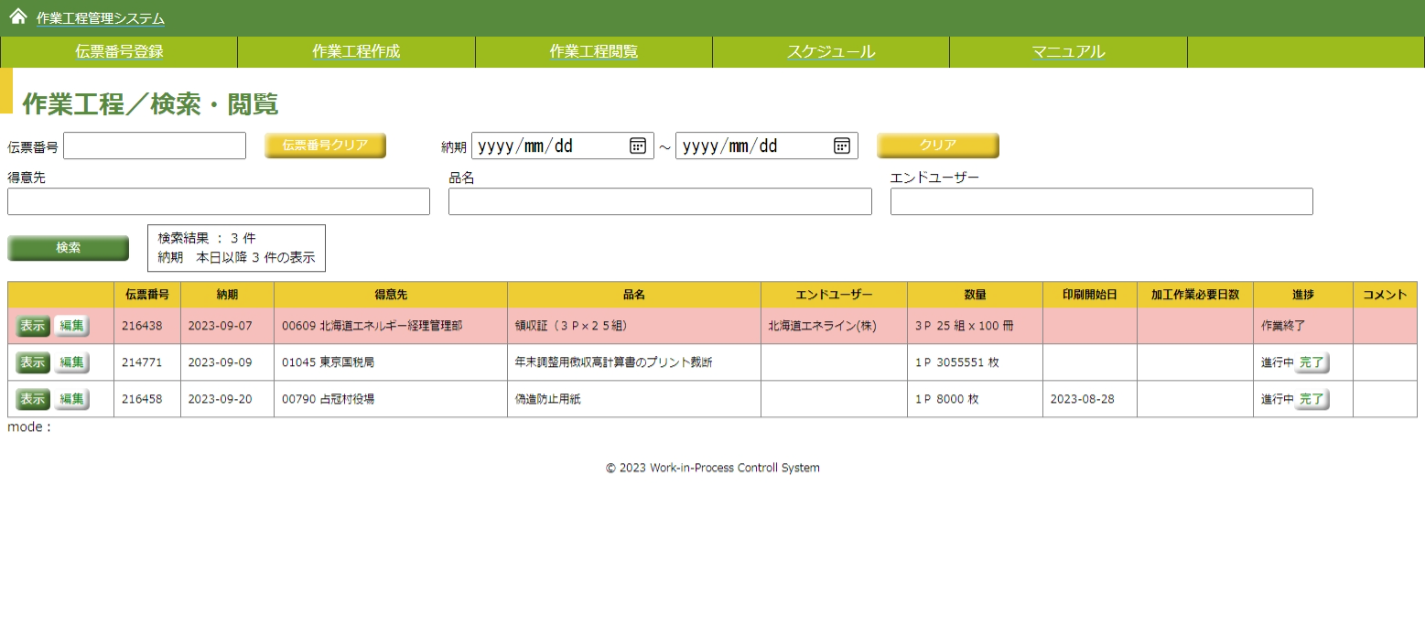 作業工程管理システム
伝票番号登録 作業工程作成 作業工程閲覧 スケジュール マニュアル
作業工程／検索・閲覧
伝票番号 伝票番号クリア 納期 yyyy/mm/dd ～ yyyy/mm/dd クリア
得意先 品名 エンドユーザー
検索 検索結果 ： 3 件
納期 本日以降 3 件の表示
伝票番号 納期 得意先 品名 エンドユーザー 数量 印刷開始日 加工作業必要日数 進捗 コメント
表示 編集 216438 2023-09-07 00609 北海道エネルギー経理管理部 領収証（３Ｐ×２５組） 北海道エネライン(株) 3Ｐ 25 組 x 100 冊 作業終了
表示 編集 214771 2023-09-09 01045 東京国税局 年末調整用徴収高計算書のプリント裁断 1Ｐ 3055551 枚 進行中 完了
表示 編集 216458 2023-09-20 00790 占冠村役場 偽造防止用紙 1Ｐ 8000 枚 2023-08-28 進行中 完了
mode :
© 2023 Work-in-Process Controll System